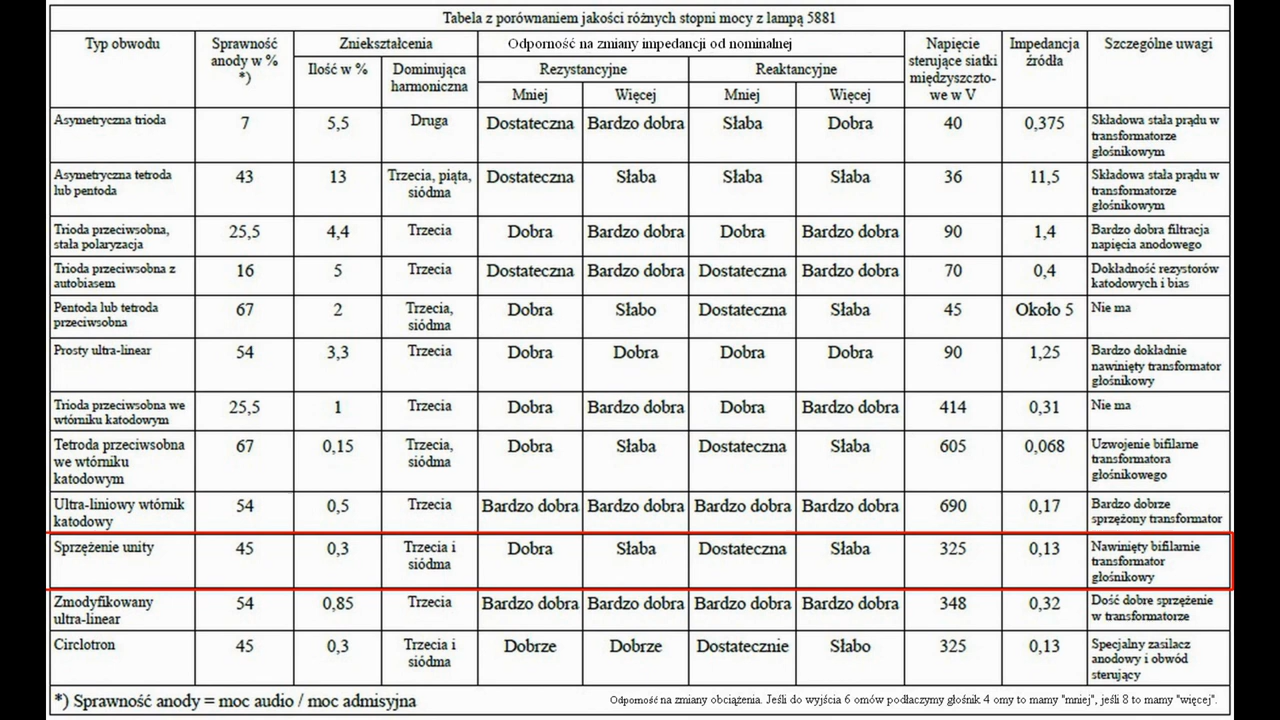 Tabela z porównaniem jakości różnych stopni mocy z lampą 5881
Typ obwodu
Sprawność
anody w %
*)
Zniekształcenia
Odporność na zmiany impedancji od nominalnej
Napięcie
sterujące siatki
międzyszczto-
we w V
Impedancja
źródła
Szczególne uwagi
Ilość w %
Dominująca
harmoniczna
Rezystancyjne
Reaktancyjne
Mniej
Więcej
Mniej
Więcej
Asymetryczna trioda
7
5,5
Druga
Dostateczna
Bardzo dobra
Słaba
Dobra
40
0,375
Składowa stała prądu w
transformatorze
głośnikowym
Asymetryczna tetroda
lub pentoda
43
13
Trzecia, piąta,
siódma
Dostateczna
Słaba
Słaba
Słaba
36
11,5
Składowa stała prądu w
transformatorze
głośnikowym
Trioda przeciwsobna,
stała polaryzacja
25,5
4,4
Trzecia
Dobra
Bardzo dobra
Dobra
Bardzo dobra
90
1,4
Bardzo dobra filtracja
napięcia anodowego
Trioda przeciwsobna z
autobiasem
16
5
Trzecia
Dostateczna
Bardzo dobra
Dostateczna
Bardzo dobra
70
0,4
Dokładność rezystorów
katodowych i bias
Pentoda lub tetroda
przeciwsobna
67
2
Trzecia,
siódma
Dobra
Słabo
Dostateczna
Słaba
45
Około 5
Nie ma
Prosty ultra-linear
54
3,3
Trzecia
Dobra
Dobra
Dobra
Dobra
90
1,25
Bardzo dokładnie
nawinięty transformator
głośnikowy
Trioda przeciwsobna we
wtórniku katodowym
25,5
1
Trzecia
Dobra
Bardzo dobra
Dobra
Bardzo dobra
414
0,31
Nie ma
Tetroda przeciwsobna
we wtórniku
katodowym
67
0,15
Trzecia,
siódma
Dobra
Słaba
Dostateczna
Słaba
605
0,068
Uzwojenie bifilarne
transformatora
głośnikowego
Ultra-liniowy wtórnik
katodowy
54
0,5
Trzecia
Bardzo dobra
Bardzo dobra
Bardzo dobra
Bardzo dobra
690
0,17
Bardzo dobrze
sprzężony transformator
Sprzężenie unity
45
0,3
Trzecia i
siódma
Dobra
Słaba
Dostateczna
Słaba
325
0,13
Nawinięty bifilarnie
transformator
głośnikowy
Zmodyfikowany
ultra-linear
54
0,85
Trzecia
Bardzo dobra
Bardzo dobra
Bardzo dobra
Bardzo dobra
348
0,32
Dość dobre sprzężenie
w transformatorze
Circlotron
45
0,3
Trzecia i
siódma
Dobrze
Dobrze
Dostatecznie
Słabo
325
0,13
Specjalny zasilacz
anodowy i obwód
sterujący
*) Sprawność anody = moc audio / moc admisyjna
Odporność na zmiany obciążenia. Jeśli do wyjścia 6 omów podłaczymy głośnik 4 omy to mamy "mniej", jeśli 8 to mamy "więcej".